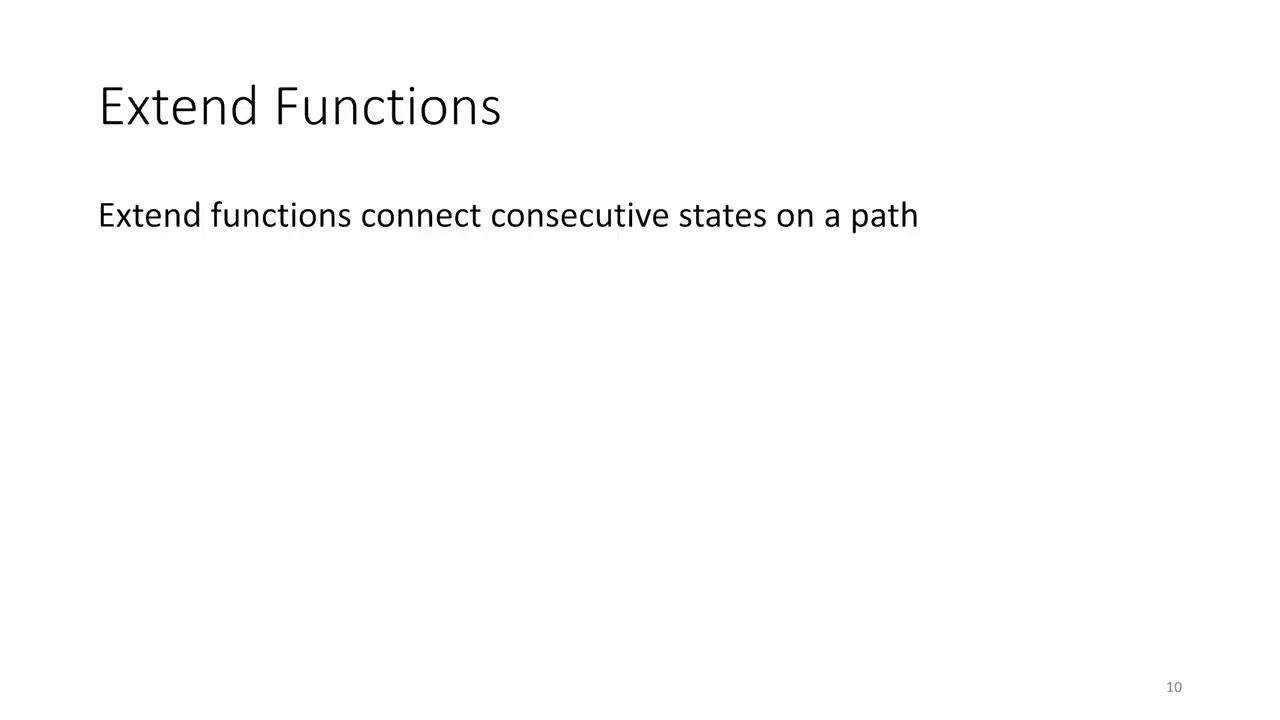 Extend Functions
Extend functions connect consecutive states on a path
10